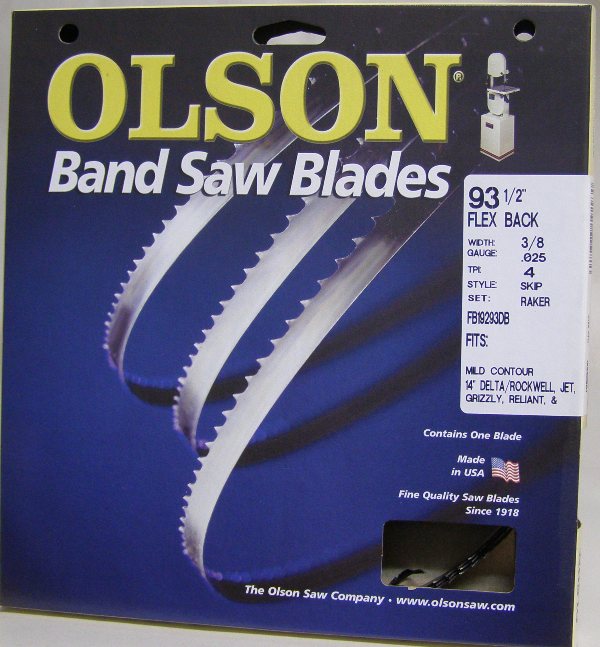 OLSON®
Band Saw Blades
93 1/2"
FLEX BACK
WIDTH: 3/8
GAUGE: .025
TPI: 4
STYLE: SKIP
SET: RAKER
FB19293DB
FITS:
MILD CONTOUR
14" DELTA/ROCKWELL, JET,
GRIZZLY, RELIANT, &
Contains One Blade
Made
in USA
Fine Quality Saw Blades
Since 1918
The Olson Saw Company • www.olsonsaw.com